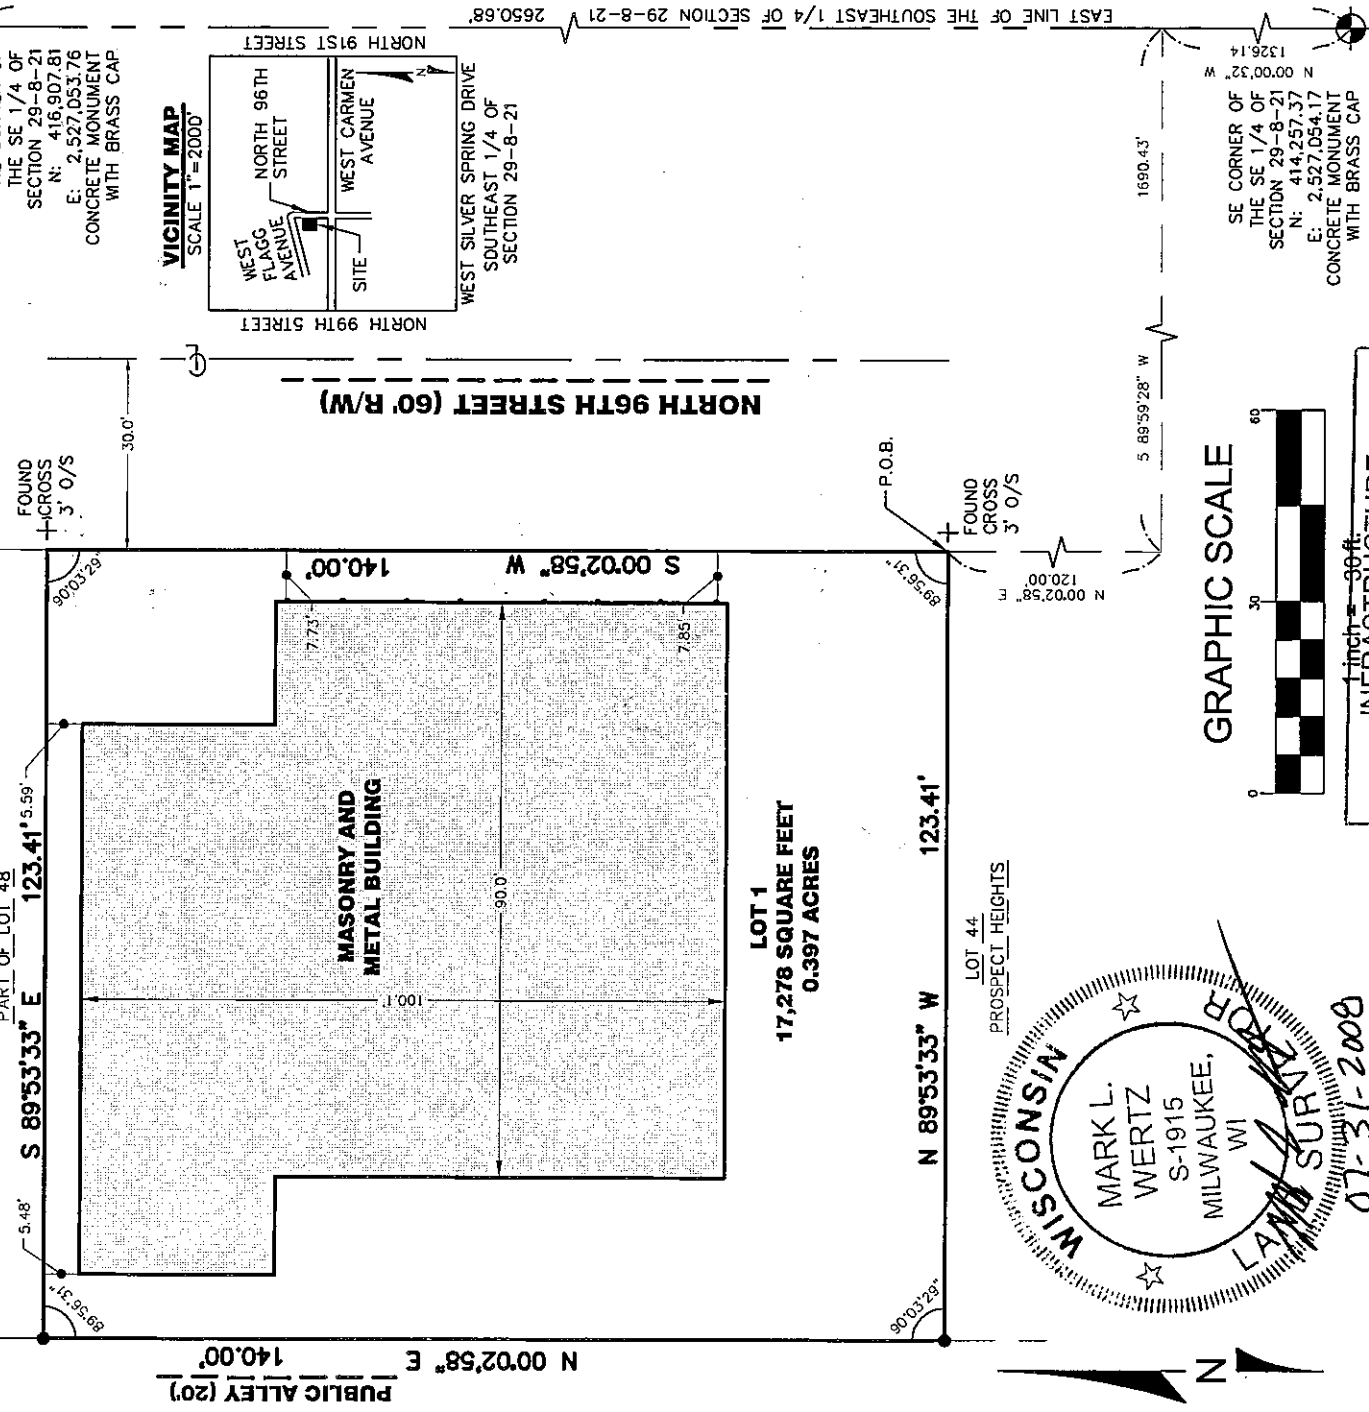 THE SE 1/4 OF
SECTION 29-8-21
N: 416,907.81
E: 2,527,053.76
CONCRETE MONUMENT
WITH BRASS CAP
EAST LINE OF THE SOUTHEAST 1/4 OF SECTION 29-8-21 2650.68'
N 00°00'32" W
1326.14
VICINITY MAP
SCALE 1"=2000'
NORTH 91ST STREET
NORTH 96TH
STREET
WEST CARMEN
AVENUE
N
WEST
FLAGG
AVENUE
SITE
NORTH 99TH STREET
WEST SILVER SPRING DRIVE
SOUTHEAST 1/4 OF
SECTION 29-8-21
SE CORNER OF
THE SE 1/4 OF
SECTION 29-8-21
N: 414,257.37
E: 2,527,054.17
CONCRETE MONUMENT
WITH BRASS CAP
1690.43'
S 89°59'28" W
NORTH 96TH STREET (60' R/W)
30.0'
FOUND
CROSS
3' O/S
P.O.B.
FOUND
CROSS
3' O/S
N 00°02'58" E
120.00'
90°03'29"
S 00°02'58" W 140.00'
89°56'31"
7.73'
7.85'
PART OF LOT 48
S 89°53'33" E 123.41'
5.59'
5.48'
MASONRY AND
METAL BUILDING
90.0'
100.1'
LOT 1
17,278 SQUARE FEET
0.397 ACRES
N 89°53'33" W 123.41'
LOT 44
PROSPECT HEIGHTS
89°56'31"
90°03'29"
N 00°02'58" E 140.00'
PUBLIC ALLEY (20')
GRAPHIC SCALE
0 30 60
1 inch = 30 ft.
INFRASTRUCTURE
WISCONSIN
MARK L.
WERTZ
S-1915
MILWAUKEE,
WI
LAND SURVEYOR
07-31-2008
N